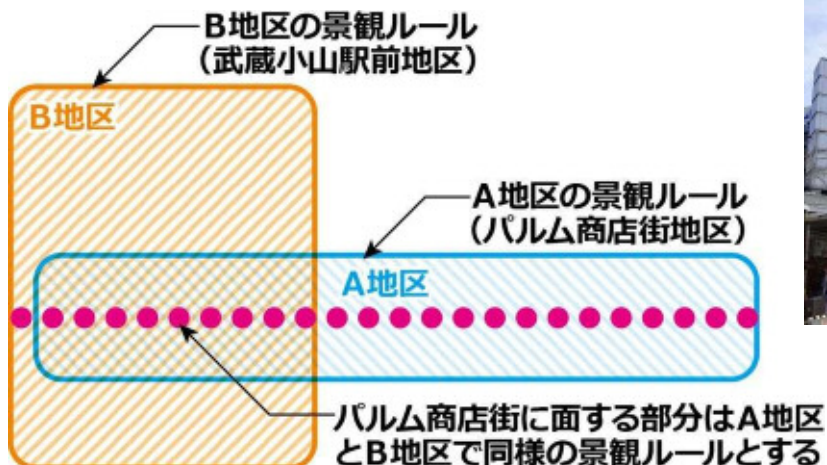 B地区の景観ルール
（武蔵小山駅前地区）
B地区
A地区の景観ルール
（パルム商店街地区）
A地区
パルム商店街に面する部分はA地区
とB地区で同様の景観ルールとする